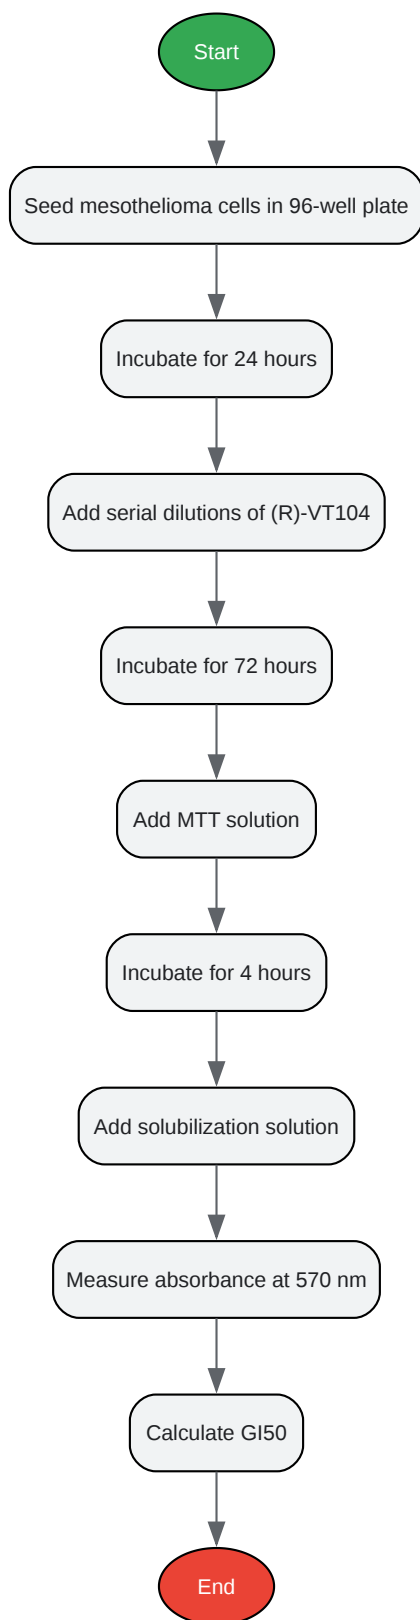 Start
Seed mesothelioma cells in 96-well plate
Incubate for 24 hours
Add serial dilutions of (R)-VT104
Incubate for 72 hours
Add MTT solution
Incubate for 4 hours
Add solubilization solution
Measure absorbance at 570 nm
Calculate GI50
End